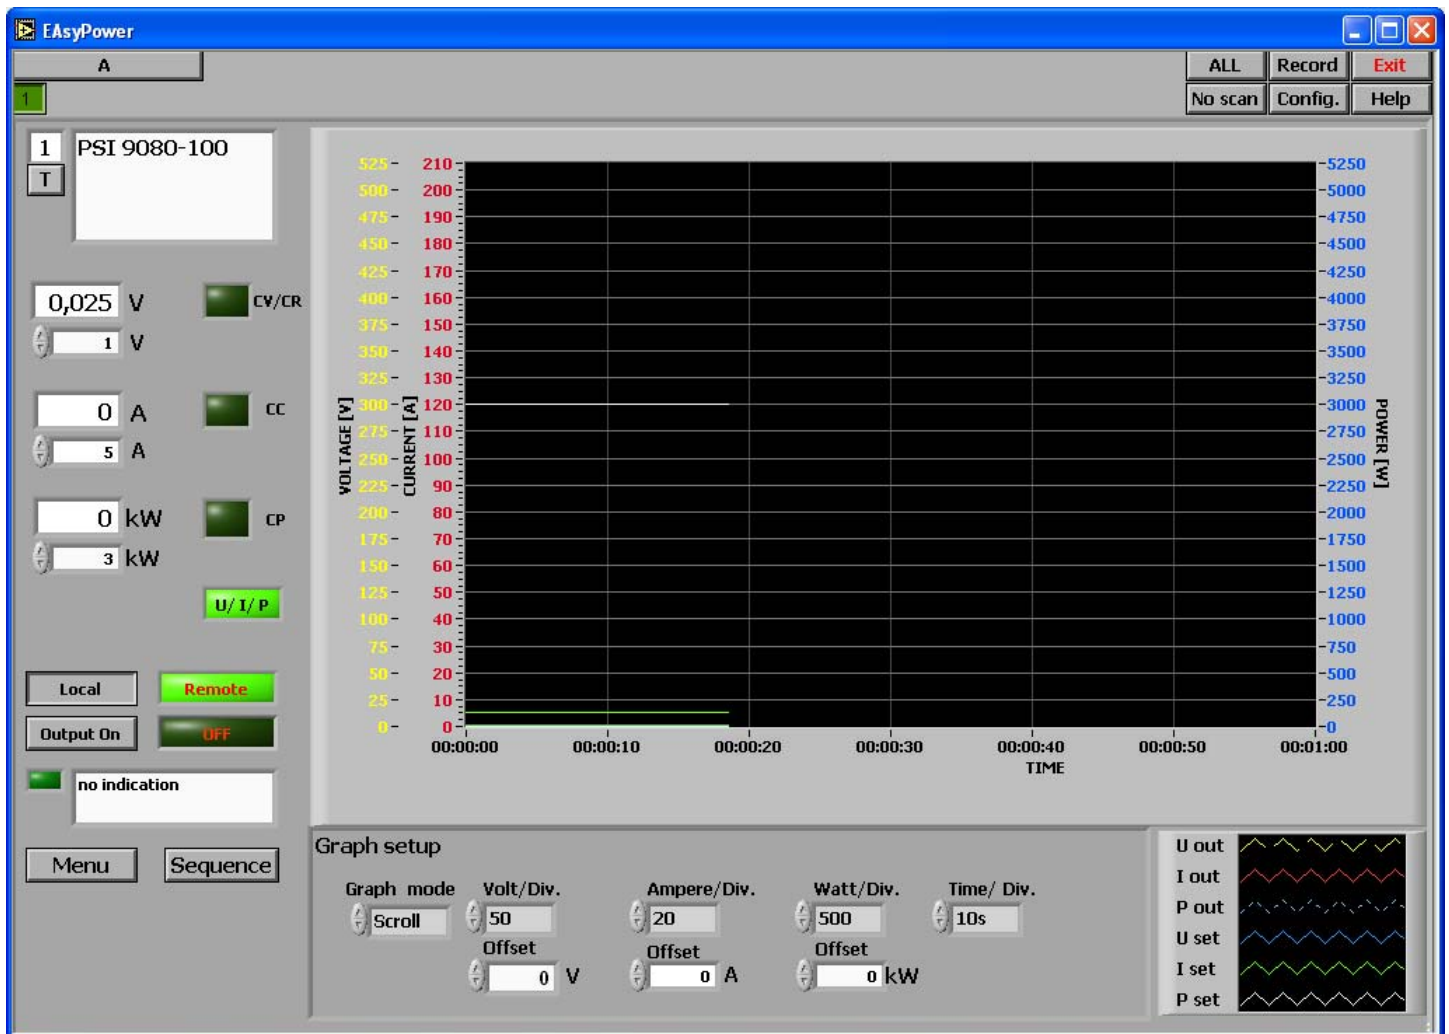 EAsyPower
A
ALL Record Exit
1
No scan Config. Help
1 PSI 9080-100
T
0,025 V CV/CR
1 V
0 A CC
5 A
0 kW CP
3 kW
U/ I/ P
Local Remote
Output On OFF
no indication
Menu Sequence
VOLTAGE [V]
525
500
475
450
425
400
375
350
325
300
275
250
225
200
175
150
125
100
75
50
25
0
CURRENT [A]
210
200
190
180
170
160
150
140
130
120
110
100
90
80
70
60
50
40
30
20
10
0
5250
5000
4750
4500
4250
4000
3750
3500
3250
3000
2750
2500
2250
2000
1750
1500
1250
1000
750
500
250
0
POWER [W]
00:00:00 00:00:10 00:00:20 00:00:30 00:00:40 00:00:50 00:01:00
TIME
Graph setup
Graph mode Volt/Div. Ampere/Div. Watt/Div. Time/ Div.
Scroll 50 20 500 10s
Offset Offset Offset
0 V 0 A 0 kW
U out
I out
P out
U set
I set
P set